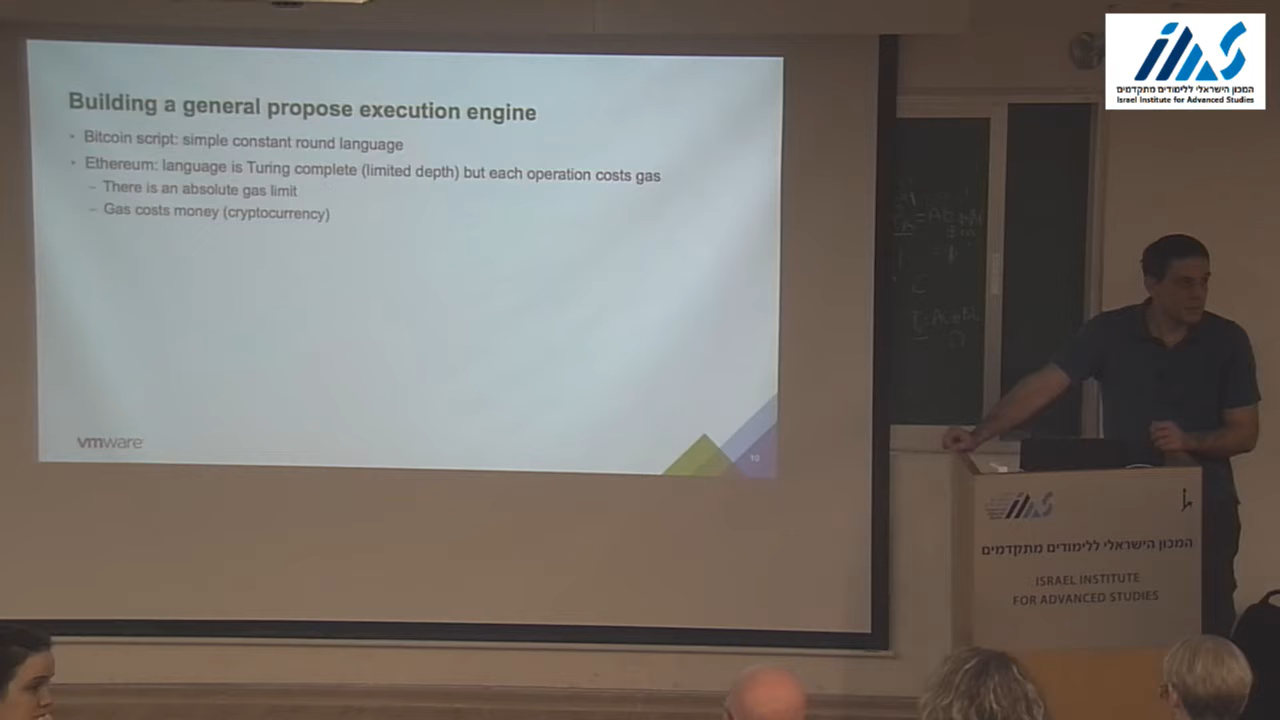 המכון הישראלי ללימודים מתקדמים
Israel Institute for Advanced Studies
Building a general propose execution engine
• Bitcoin script: simple constant round language
• Ethereum: language is Turing complete (limited depth) but each operation costs gas
– There is an absolute gas limit
– Gas costs money (cryptocurrency)
vmware
10
המכון הישראלי ללימודים מתקדמים
ISRAEL INSTITUTE
FOR ADVANCED STUDIES